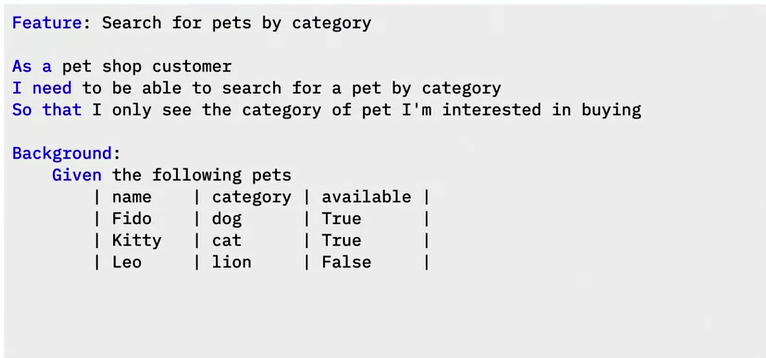 Feature: Search for pets by category
As a pet shop customer
I need to be able to search for a pet by category
So that I only see the category of pet I'm interested in buying
Background:
Given the following pets
| name | category | available |
| Fido | dog | True |
| Kitty | cat | True |
| Leo | lion | False |